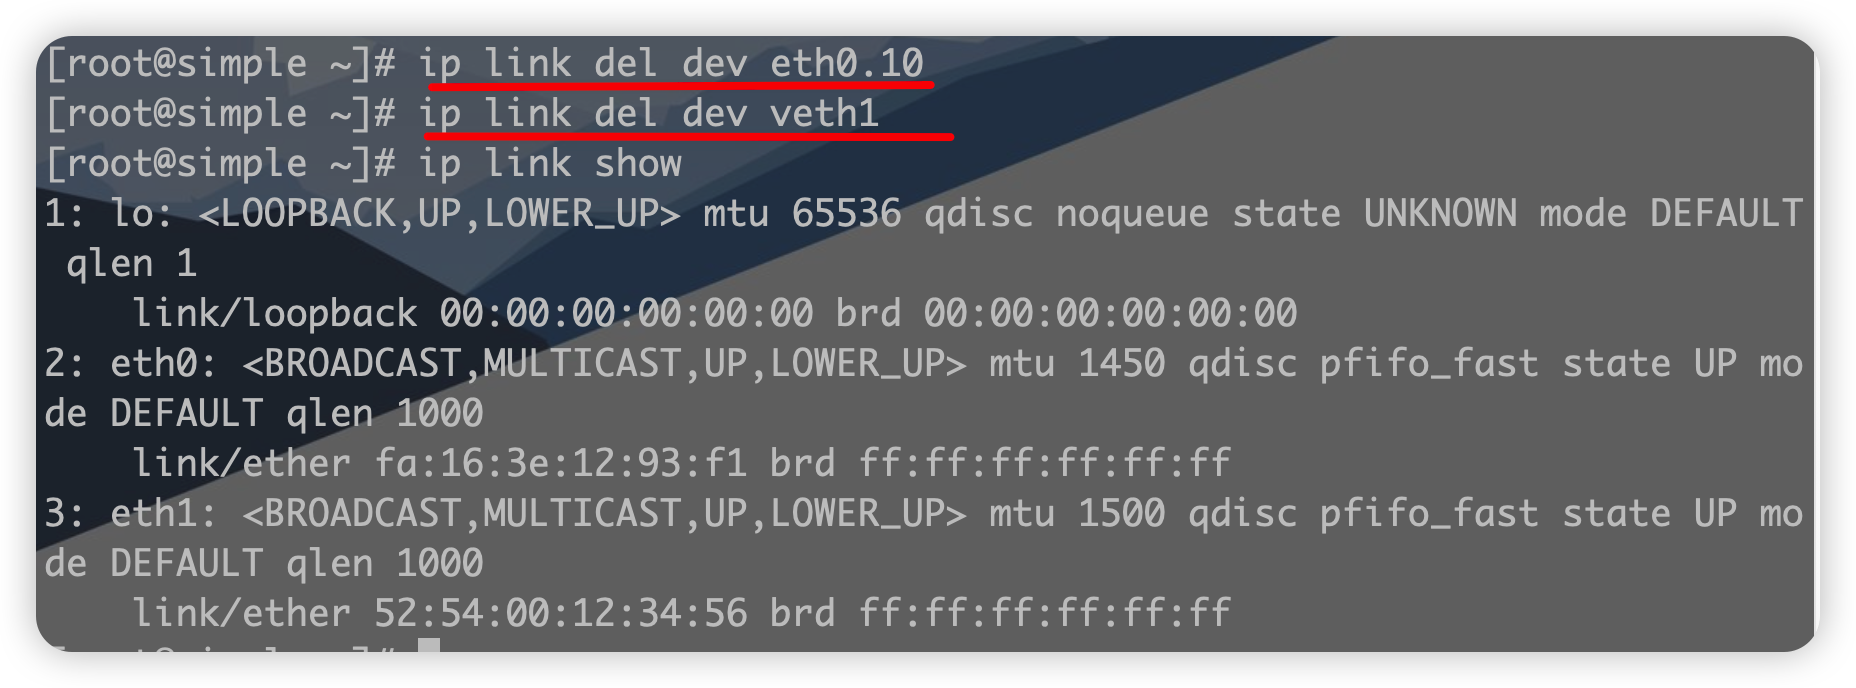 [root@simple ~]# ip link del dev eth0.10
[root@simple ~]# ip link del dev veth1
[root@simple ~]# ip link show
1: lo: <LOOPBACK,UP,LOWER_UP> mtu 65536 qdisc noqueue state UNKNOWN mode DEFAULT
 qlen 1
    link/loopback 00:00:00:00:00:00 brd 00:00:00:00:00:00
2: eth0: <BROADCAST,MULTICAST,UP,LOWER_UP> mtu 1450 qdisc pfifo_fast state UP mo
de DEFAULT qlen 1000
    link/ether fa:16:3e:12:93:f1 brd ff:ff:ff:ff:ff:ff
3: eth1: <BROADCAST,MULTICAST,UP,LOWER_UP> mtu 1500 qdisc pfifo_fast state UP mo
de DEFAULT qlen 1000
    link/ether 52:54:00:12:34:56 brd ff:ff:ff:ff:ff:ff